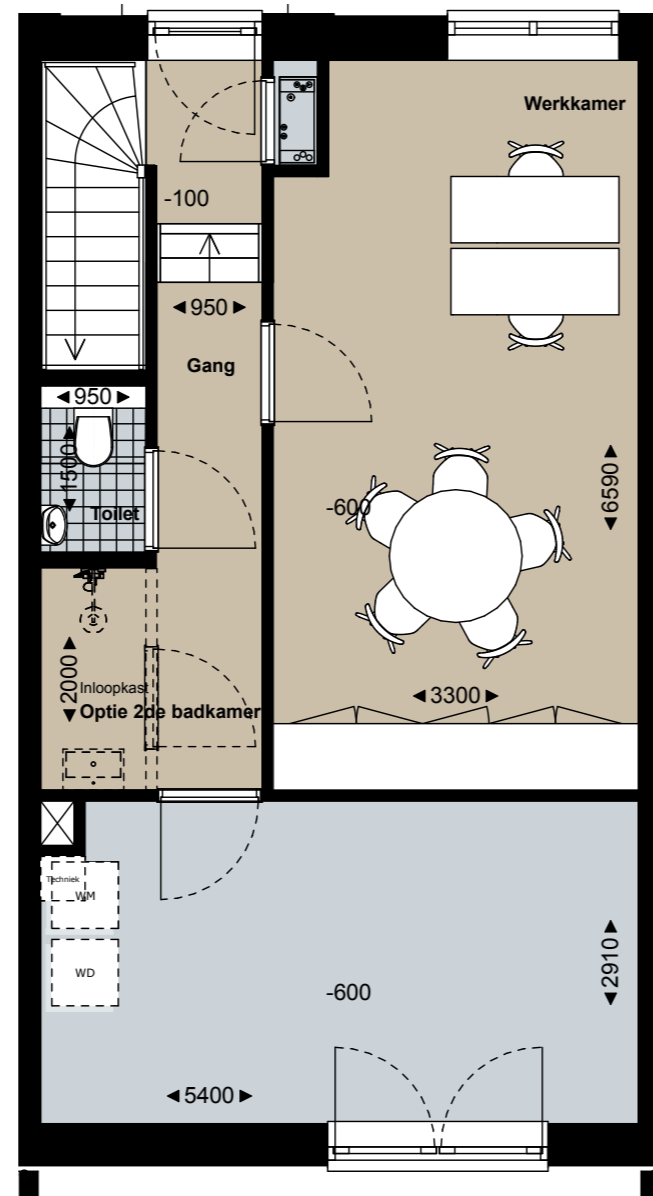 Werkkamer
-100
950
Gang
950
1500
Toilet
-600
6590
2000
Inloopkast
Optie 2de badkamer
3300
Techniek
WM
WD
-600
2910
5400